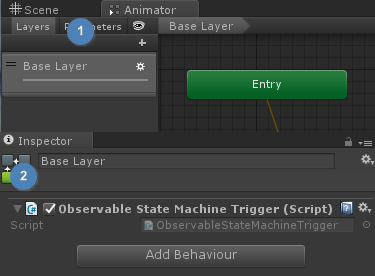 Scene Animator
Layers 1 Parameters Base Layer
Base Layer
Entry
Inspector
Base Layer
2
Observable State Machine Trigger (Script)
Script ObservableStateMachineTrigger
Add Behaviour